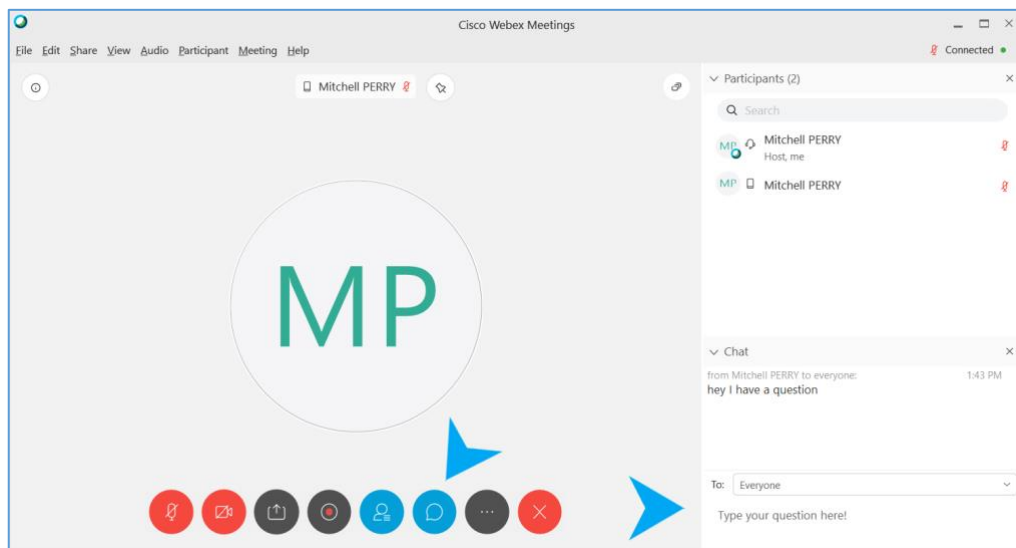 Cisco Webex Meetings
File Edit Share View Audio Participant Meeting Help
Connected
Mitchell PERRY
Participants (2)
Search
MP Mitchell PERRY
Host, me
MP Mitchell PERRY
MP
Chat
from Mitchell PERRY to everyone: 1:43 PM
hey I have a question
To: Everyone
Type your question here!